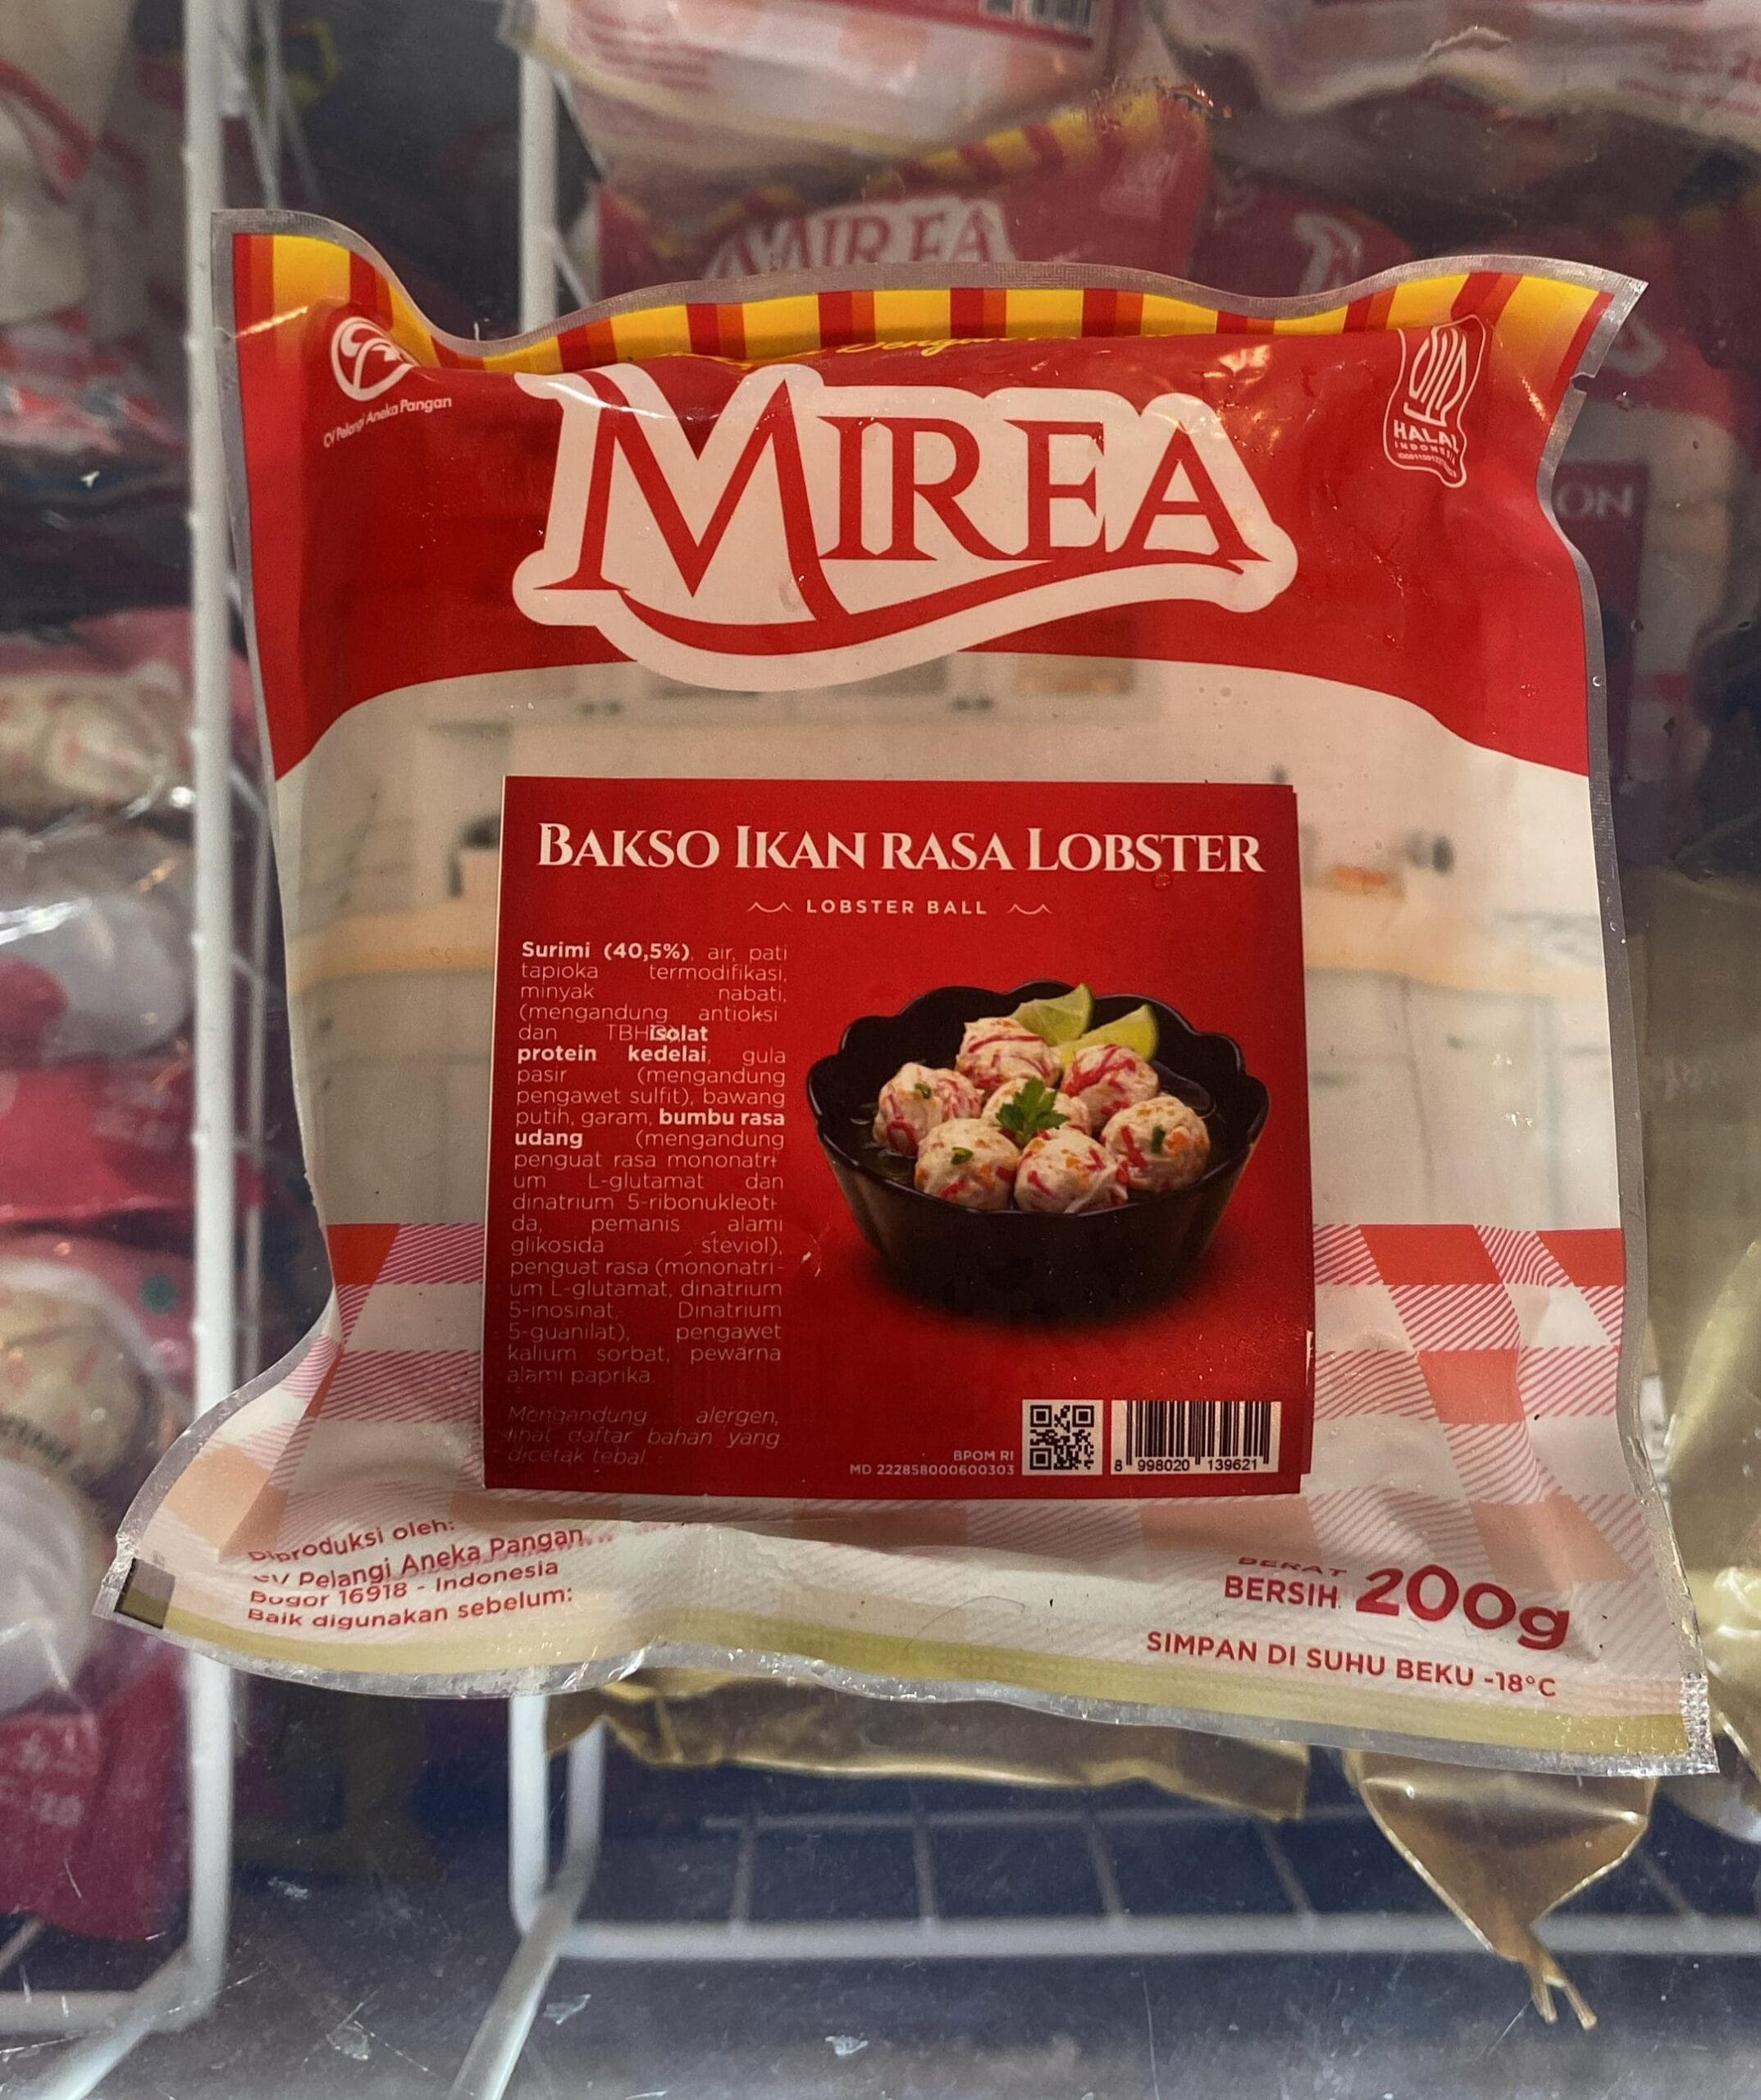 MIREA
CV Pelangi Aneka Pangan
MIREA
HALAL
INDONESIA
ON
BAKSO IKAN RASA LOBSTER
LOBSTER BALL
Surimi (40,5%), air, pati
tapioka termodifikasi,
minyak nabati,
(mengandung antioksi
dan TBH
isolat
protein kedelai, gula
pasir (mengandung
pengawet sulfit), bawang
putih, garam, bumbu rasa
udang (mengandung
penguat rasa mononatri-
um L-glutamat dan
dinatrium 5-ribonukleoti-
da, pemanis alami
glikosida steviol),
penguat rasa (mononatri-
um L-glutamat, dinatrium
5-inosinat, Dinatrium
5-guanilat), pengawet
kalium sorbat, pewarna
alami paprika.
Mengandung alergen,
lihat daftar bahan yang
dicetak tebal.
BPOM RI
MD 222858000600303
8 998020 139621
Diproduksi oleh:
CV Pelangi Aneka Pangan
Bogor 16918 - Indonesia
Baik digunakan sebelum:
BERAT
BERSIH 200g
SIMPAN DI SUHU BEKU -18°C